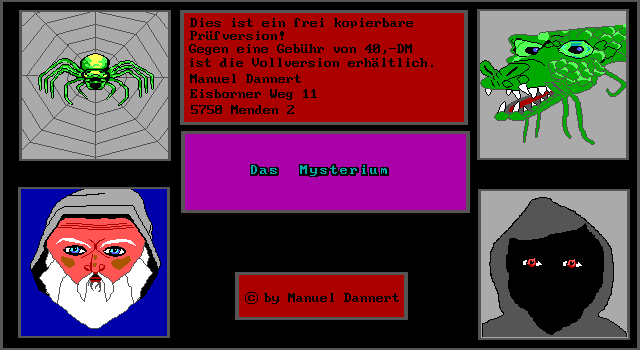 Dies ist ein frei kopierbare
Prüfversion!
Gegen eine Gebühr von 40,-DM
ist die Vollversion erhältlich.
Manuel Dannert
Eisborner Weg 11
5750 Menden 2
Das Mysterium
© by Manuel Dannert